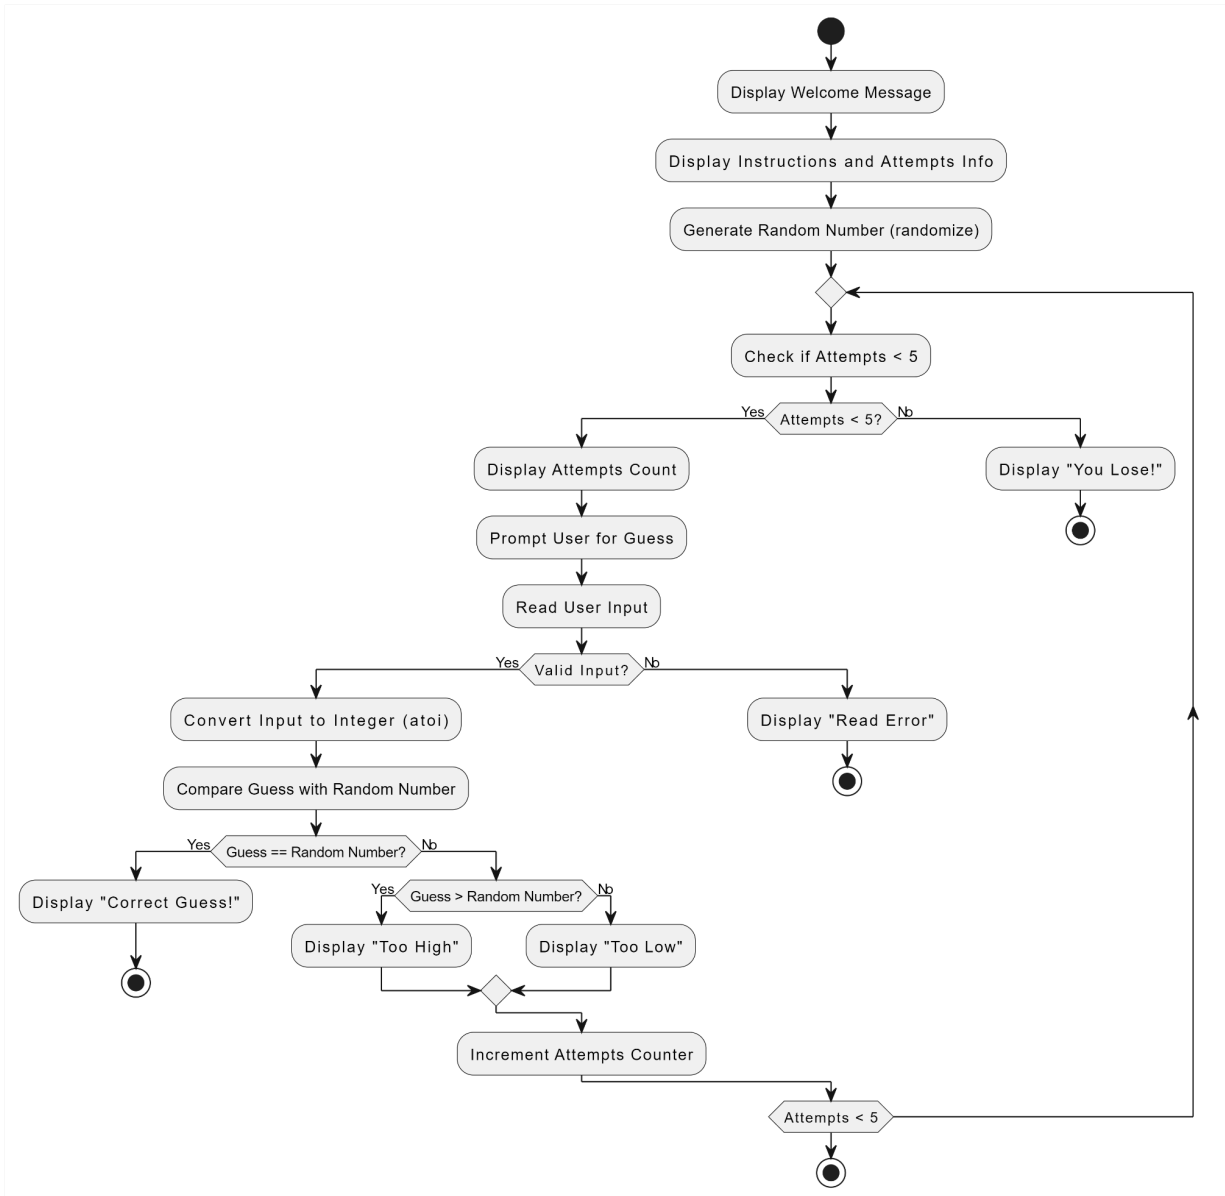 Display Welcome Message
Display Instructions and Attempts Info
Generate Random Number (randomize)
Check if Attempts < 5
Yes
Attempts < 5?
No
Display Attempts Count
Display "You Lose!"
Prompt User for Guess
Read User Input
Yes
Valid Input?
No
Convert Input to Integer (atoi)
Display "Read Error"
Compare Guess with Random Number
Yes
Guess == Random Number?
No
Display "Correct Guess!"
Yes
Guess > Random Number?
No
Display "Too High"
Display "Too Low"
Increment Attempts Counter
Attempts < 5